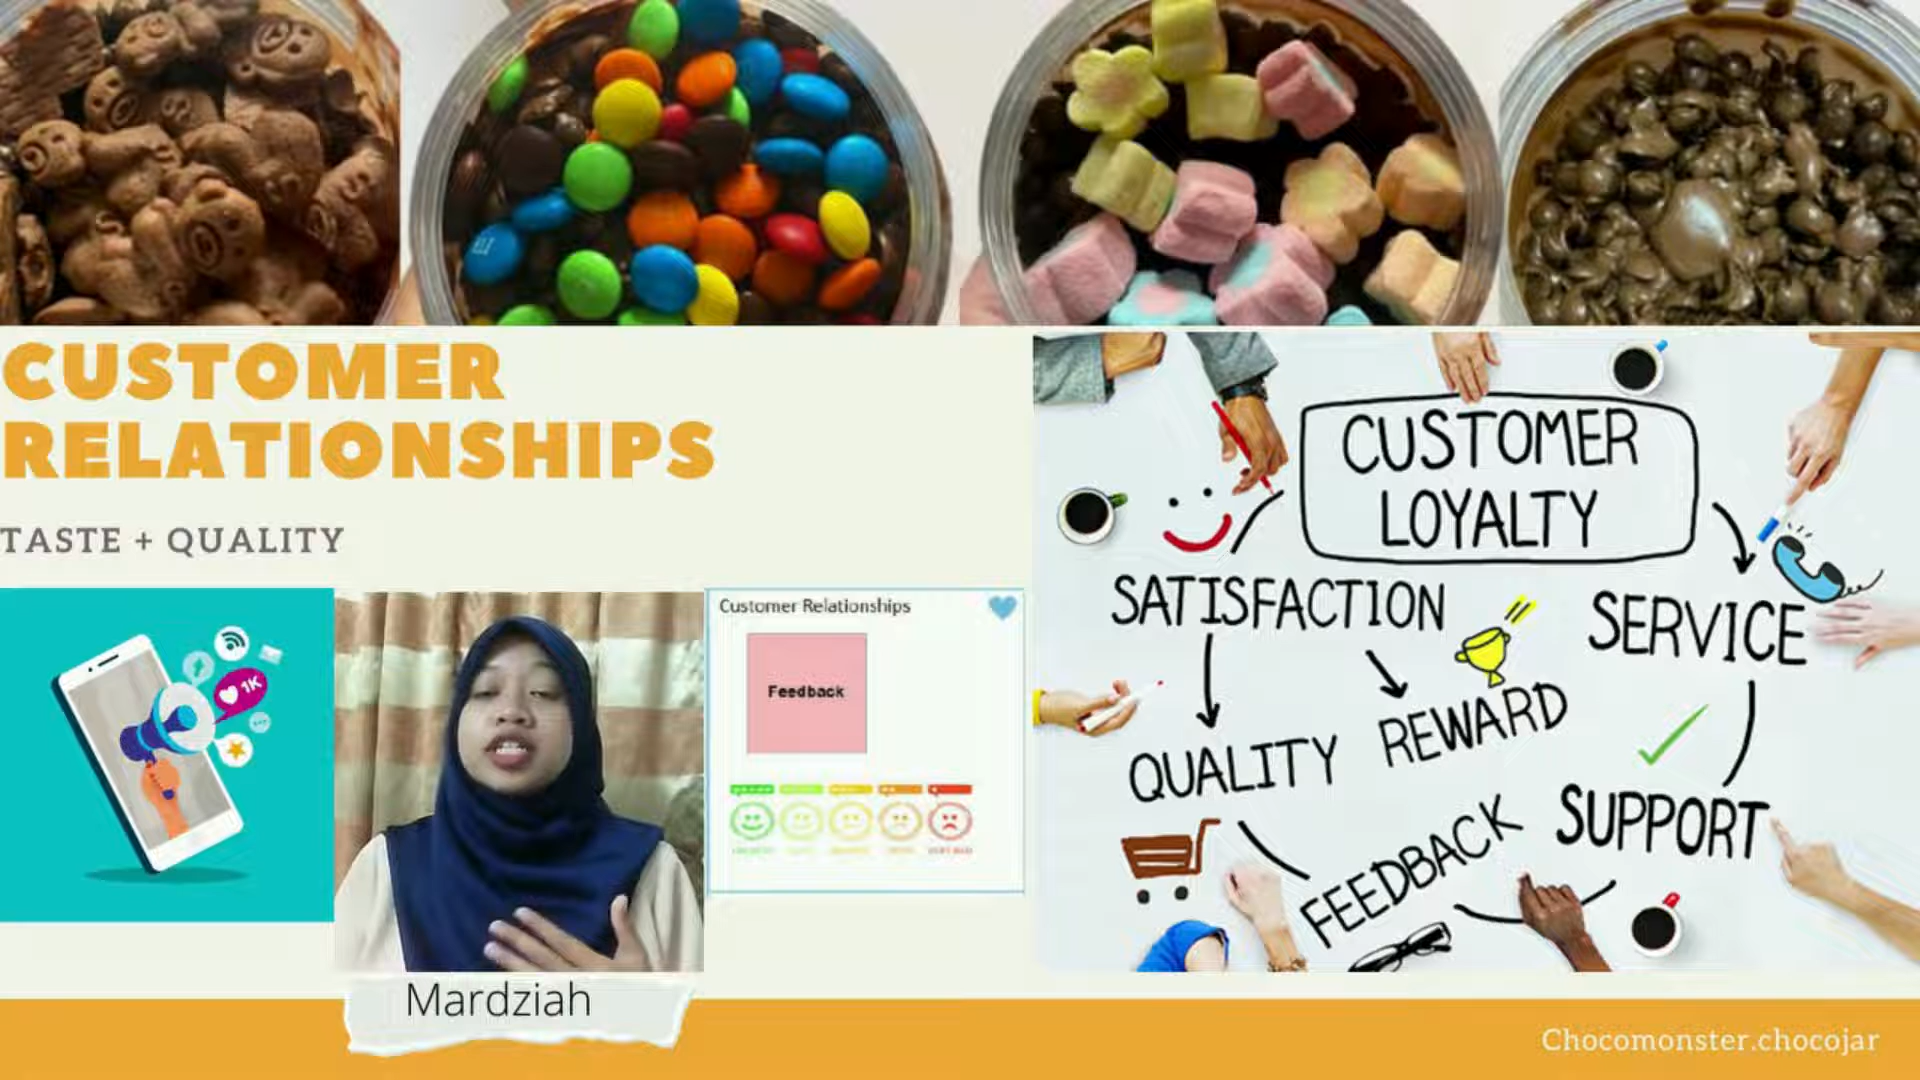 CUSTOMER
RELATIONSHIPS
TASTE + QUALITY
1K
Customer Relationships
Feedback
Mardziah
CUSTOMER
LOYALTY
SATISFACTION
SERVICE
QUALITY
REWARD
FEEDBACK
SUPPORT
Chocomonster.chocojar